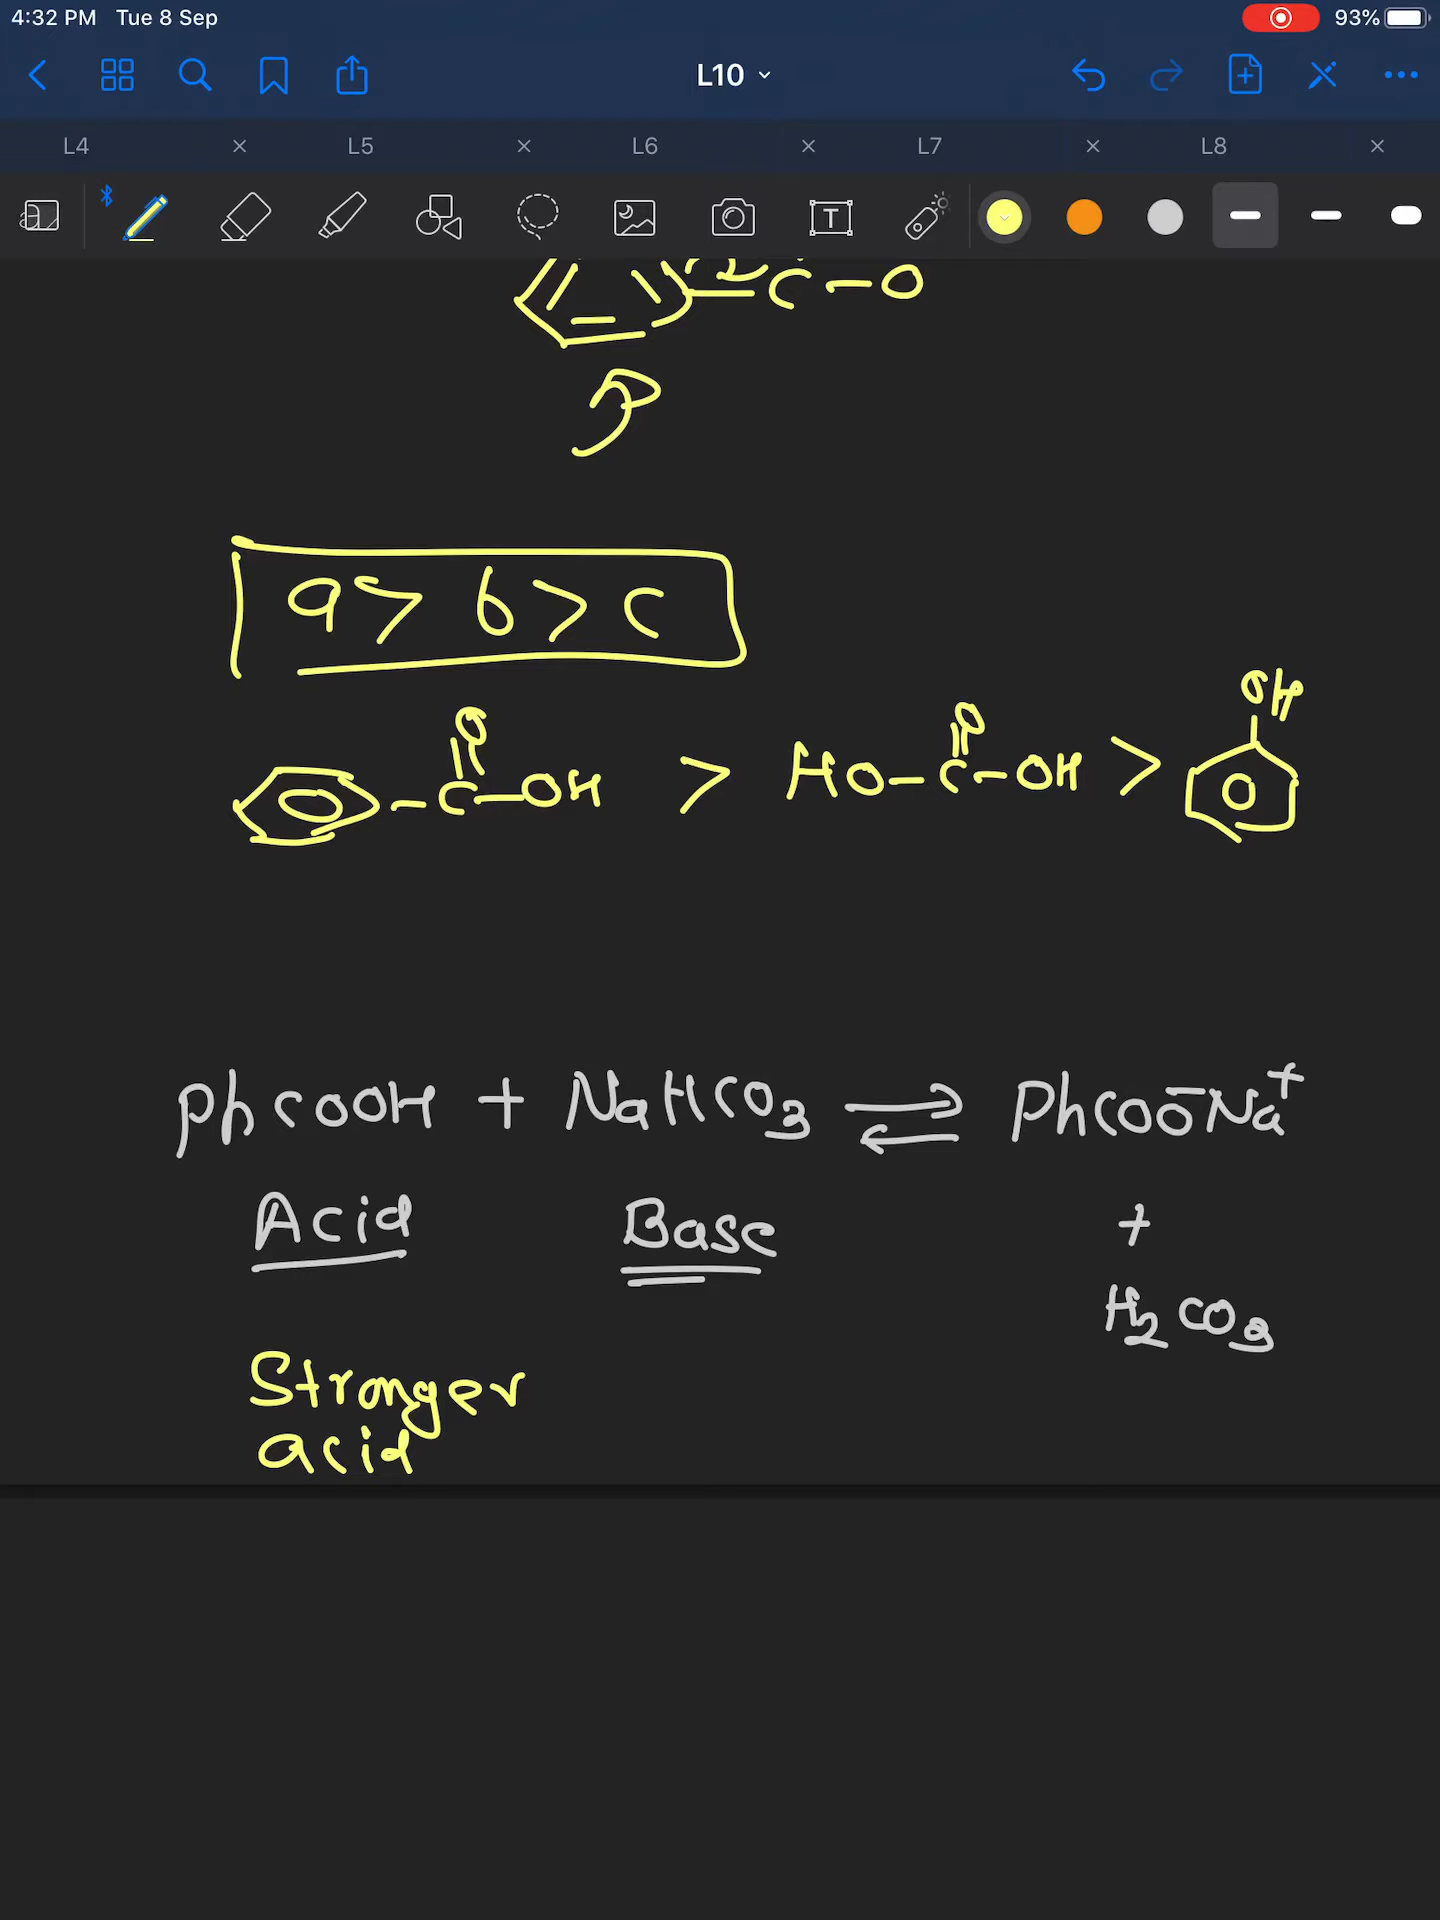 4:32 PM Tue 8 Sep 93%
L10
L4 L5 L6 L7 L8
T
C-O
a > b > c
O O OH
C-OH > HO-C-OH >
PhCOOH + NaHCO3 ⇌ PhCOO⁻Na⁺
Acid Base +
H2CO3
Stronger
acid